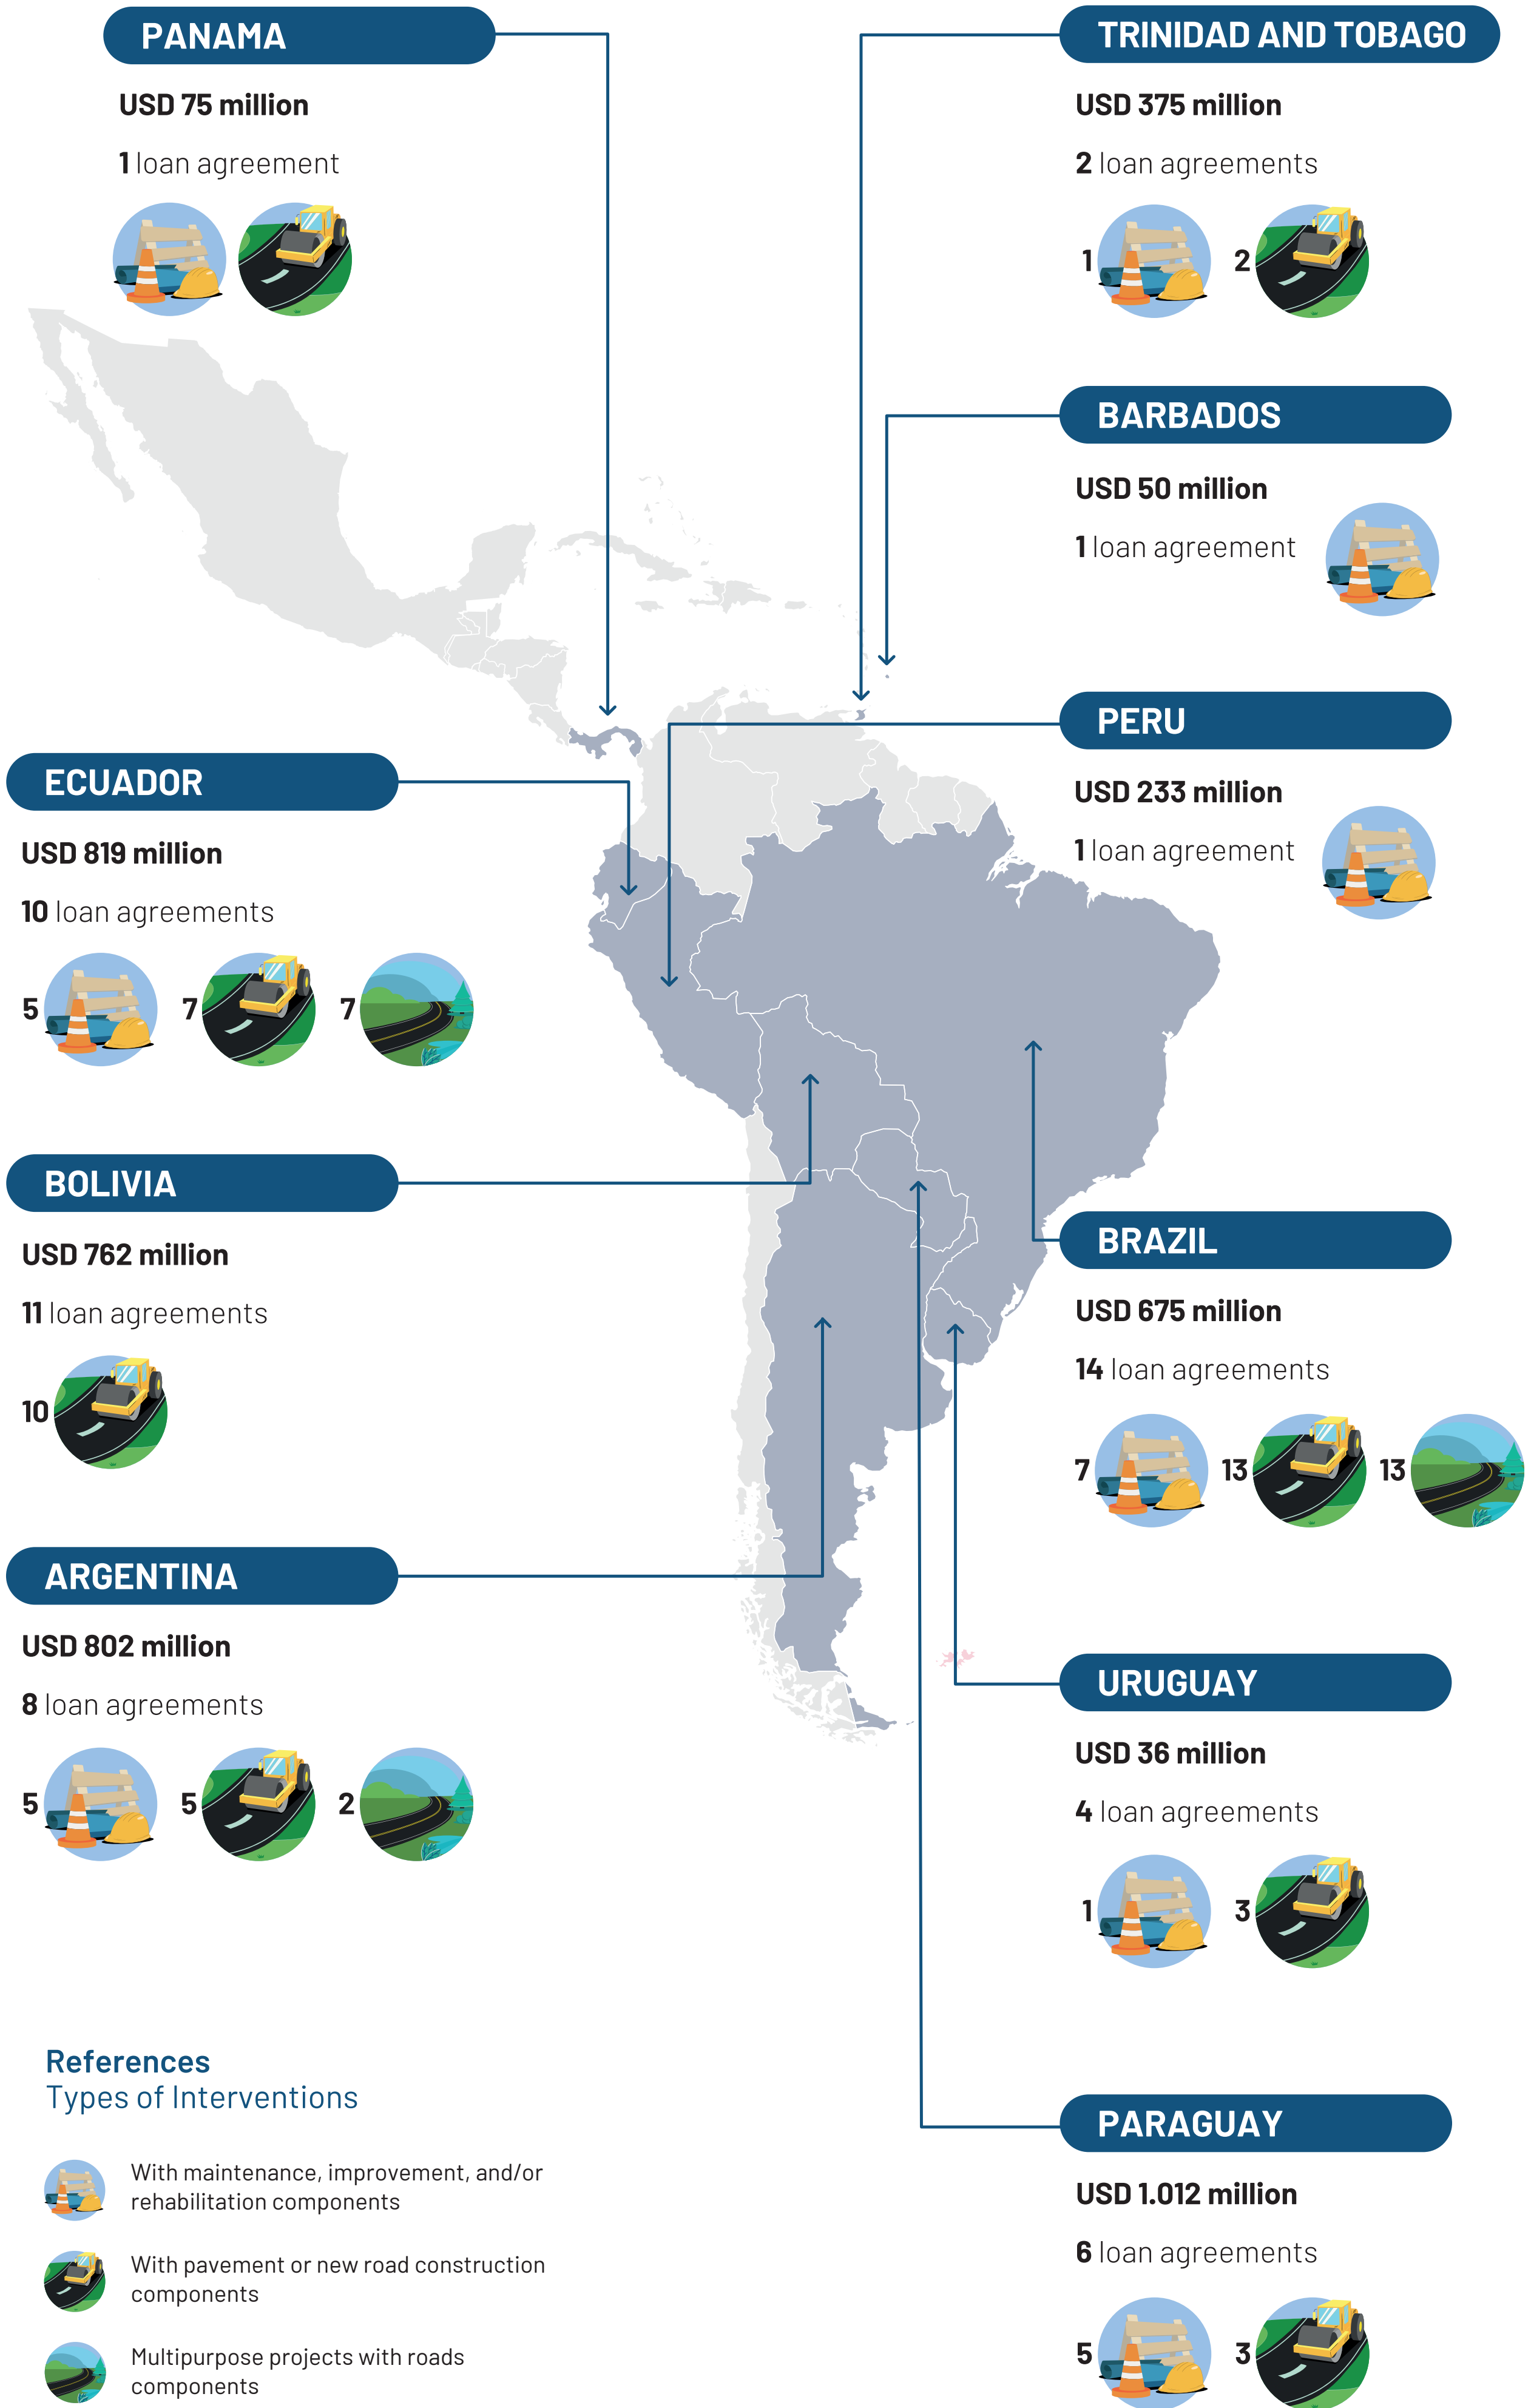 PANAMA
USD 75 million
1 loan agreement
TRINIDAD AND TOBAGO
USD 375 million
2 loan agreements
1 2
BARBADOS
USD 50 million
1 loan agreement
PERU
USD 233 million
1 loan agreement
ECUADOR
USD 819 million
10 loan agreements
5 7 7
BOLIVIA
USD 762 million
11 loan agreements
10
BRAZIL
USD 675 million
14 loan agreements
7 13 13
ARGENTINA
USD 802 million
8 loan agreements
5 5 2
URUGUAY
USD 36 million
4 loan agreements
1 3
PARAGUAY
USD 1.012 million
6 loan agreements
5 3
References
Types of Interventions
With maintenance, improvement, and/or
rehabilitation components
With pavement or new road construction
components
Multipurpose projects with roads
components